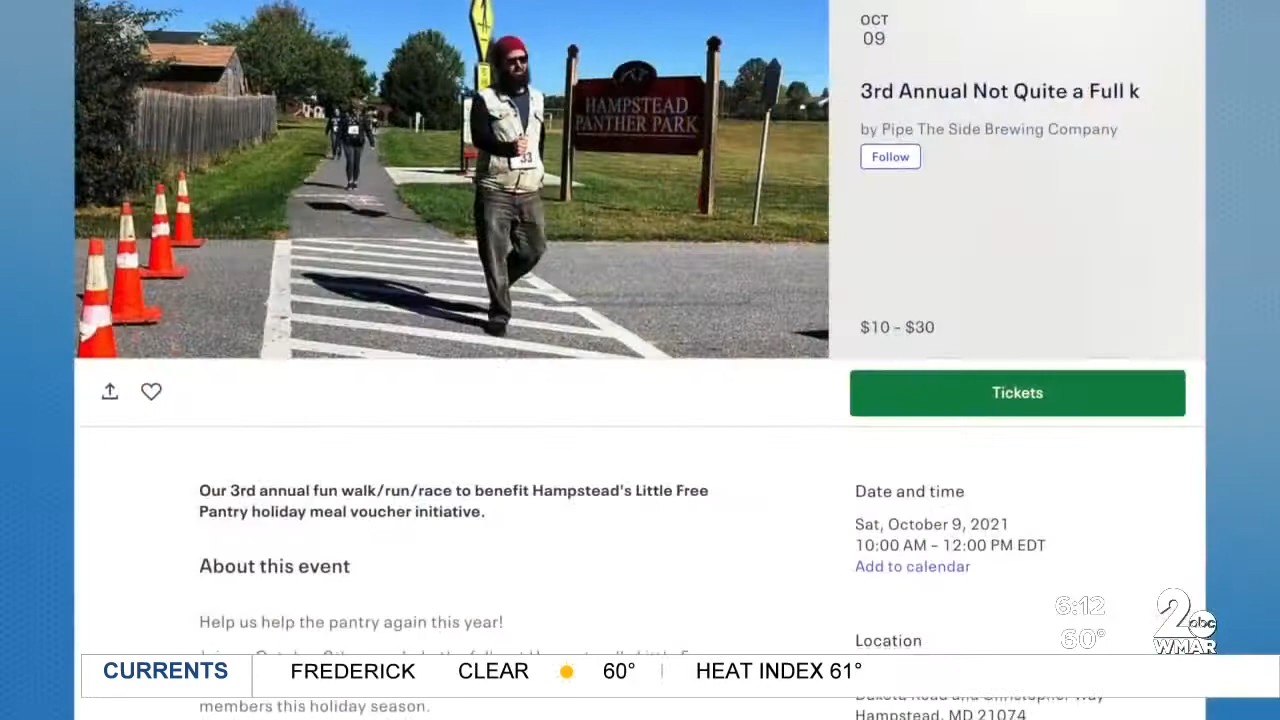 HAMPSTEAD
PANTHER PARK
33
OCT
09
3rd Annual Not Quite a Full k
by Pipe The Side Brewing Company
Follow
$10 – $30
Tickets
Our 3rd annual fun walk/run/race to benefit Hampstead's Little Free
Pantry holiday meal voucher initiative.
About this event
Help us help the pantry again this year!
members this holiday season.
Date and time
Sat, October 9, 2021
10:00 AM – 12:00 PM EDT
Add to calendar
Location
Hampstead, MD 21074
6:12
60°
2
abc
WMAR
CURRENTS
FREDERICK CLEAR 60° HEAT INDEX 61°